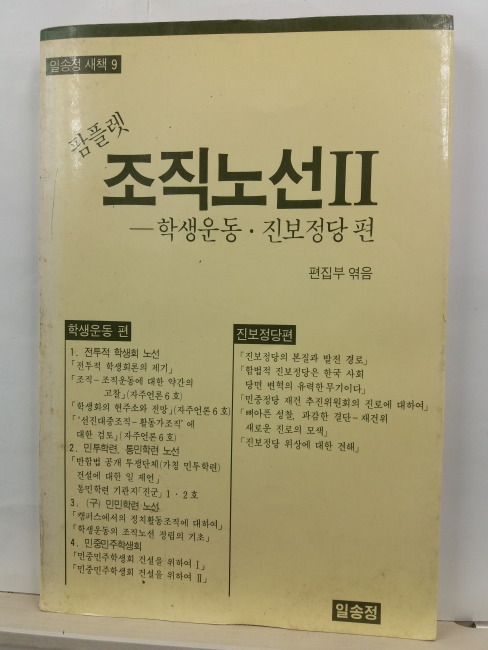 일송정 새책 9
팜플렛
조직노선II
—학생운동·진보정당 편
편집부 엮음
학생운동 편
1. 전투적 학생회 노선
「전투적 학생회론의 제기」
「조직-조직운동에 대한 약간의
고찰」(자주언론 6호)
「학생회의 현주소와 전망」(자주언론 6호)
「'선진대중조직-활동가조직'에
대한 검토」(자주언론 6호)
2. 민투학련, 통민학련 노선
「반합법 공개 투쟁단체(가칭 민투학련)
건설에 대한 일 제언」
통민학련 기관지「진군」1·2호
3. (구) 민민학련 노선
「캠퍼스에서의 정치활동조직에 대하여」
「학생운동의 조직노선 정립의 기초」
4. 민중민주학생회
「민중민주학생회 건설을 위하여 I」
「민중민주학생회 건설을 위하여 II」
진보정당편
「진보정당의 본질과 발전 경로」
「합법적 진보정당은 한국 사회
당면 변혁의 유력한 무기이다」
「민중정당 재건 추진위원회의 진로에 대하여」
「뼈아픈 성찰, 과감한 결단-재건위
새로운 진로의 모색」
「진보정당 위상에 대한 견해」
일송정